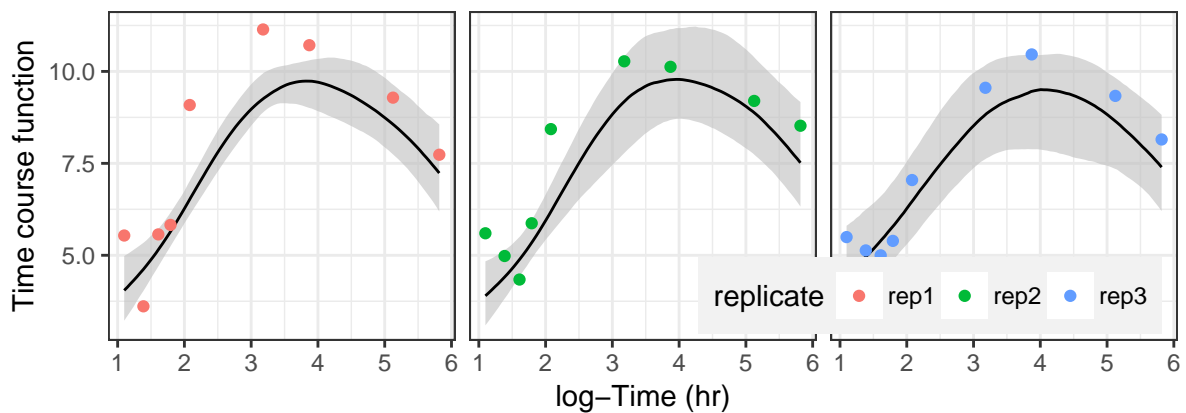 Time course function
10.0
7.5
5.0
replicate rep1 rep2 rep3
1 2 3 4 5 6 1 2 3 4 5 6 1 2 3 4 5 6
log−Time (hr)